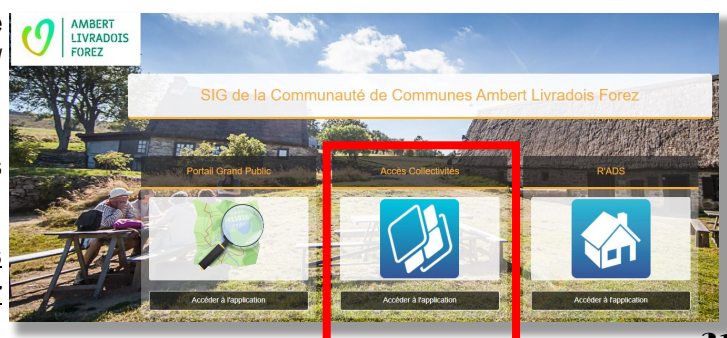 AMBERT
LIVRADOIS
FOREZ
SIG de la Communauté de Communes Ambert Livradois Forez
Portail Grand Public
Accès Collectivités
R'ADS
Accéder à l'application
Accéder à l'application
Accéder à l'application